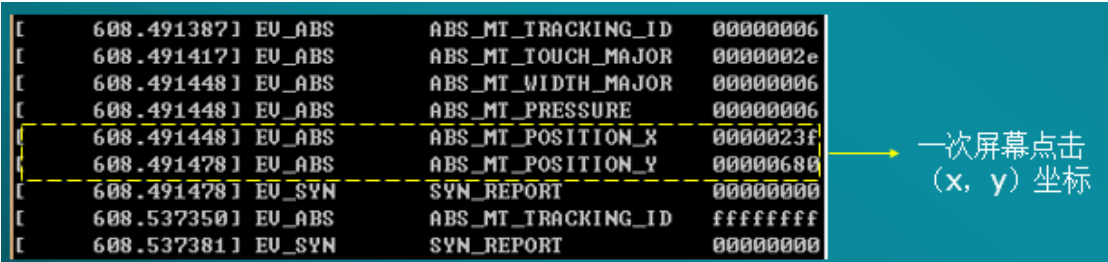 [ 608.491387] EV_ABS ABS_MT_TRACKING_ID 00000006
[ 608.491417] EV_ABS ABS_MT_TOUCH_MAJOR 0000002e
[ 608.491448] EV_ABS ABS_MT_WIDTH_MAJOR 00000006
[ 608.491448] EV_ABS ABS_MT_PRESSURE 00000006
[ 608.491448] EV_ABS ABS_MT_POSITION_X 0000023f
[ 608.491478] EV_ABS ABS_MT_POSITION_Y 00000680
[ 608.491478] EV_SYN SYN_REPORT 00000000
[ 608.537350] EV_ABS ABS_MT_TRACKING_ID ffffffff
[ 608.537381] EV_SYN SYN_REPORT 00000000
一次屏幕点击
（x，y）坐标